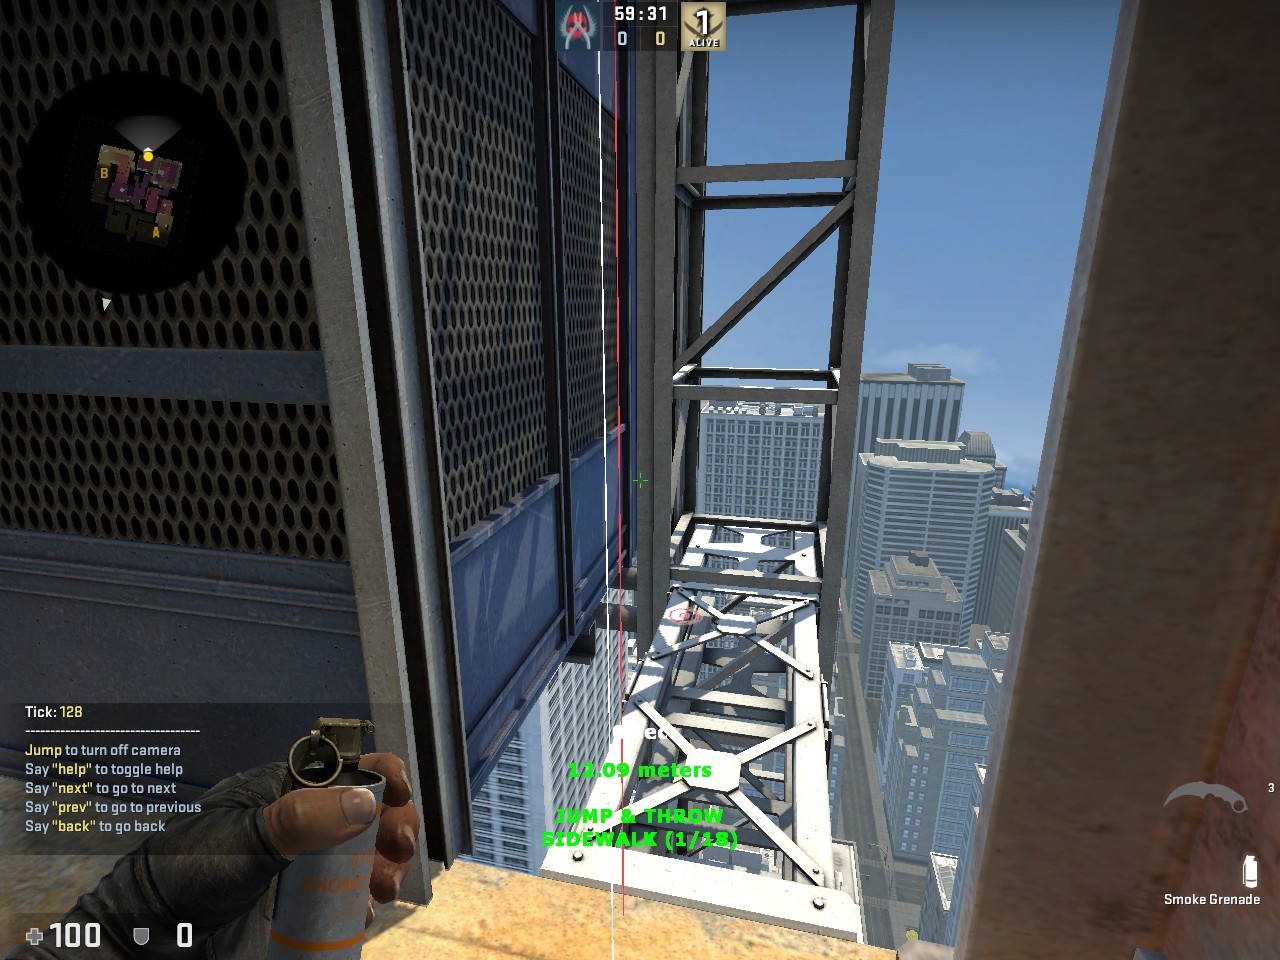 59:31
0 0
1
ALIVE
B
A
Tick: 128
Jump to turn off camera
Say "help" to toggle help
Say "next" to go to next
Say "prev" to go to previous
Say "back" to go back
12.09 meters
JUMP & THROW
SIDEWALK (1/18)
3
Smoke Grenade
100
0